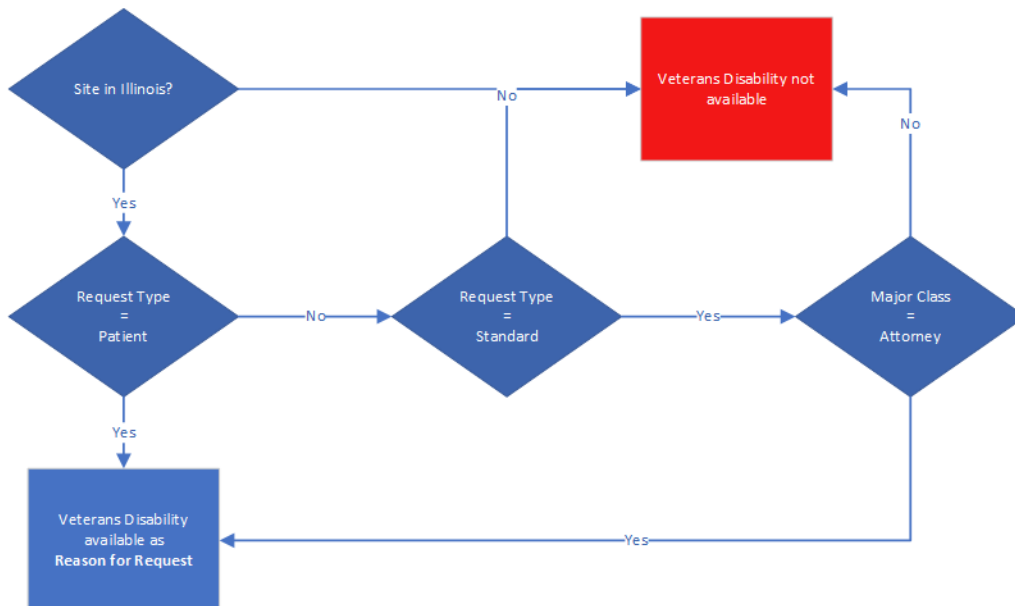 Site in Illinois?
Veterans Disability not
available
No
No
Yes
Request Type
=
Patient
No
Request Type
=
Standard
Yes
Major Class
=
Attorney
Yes
Veterans Disability
available as
Reason for Request
Yes